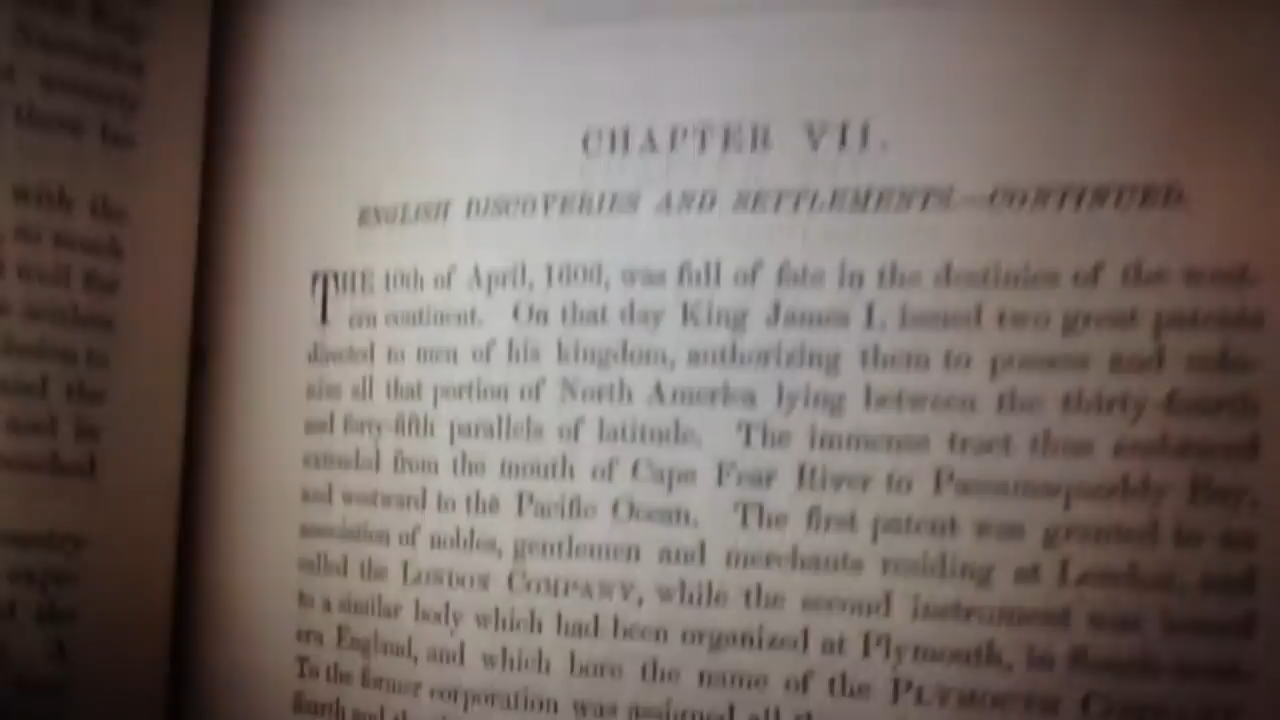 with the
CHAPTER VII.
ENGLISH DISCOVERIES AND SETTLEMENTS.—CONTINUED.
THE 10th of April, 1606, was full of fate in the destinies of the west-
ern continent. On that day King James I. issued two great patents
directed to men of his kingdom, authorizing them to possess and colo-
nize all that portion of North America lying between the thirty-fourth
and forty-fifth parallels of latitude. The immense tract thus embraced
extended from the mouth of Cape Fear River to Passamaquoddy Bay,
and westward to the Pacific Ocean. The first patent was granted to an
association of nobles, gentlemen and merchants residing at London, and
called the LONDON COMPANY, while the second instrument was issued
to a similar body which had been organized at Plymouth, in South-west-
ern England, and which bore the name of the PLYMOUTH COMPANY.
To the former corporation was assigned all